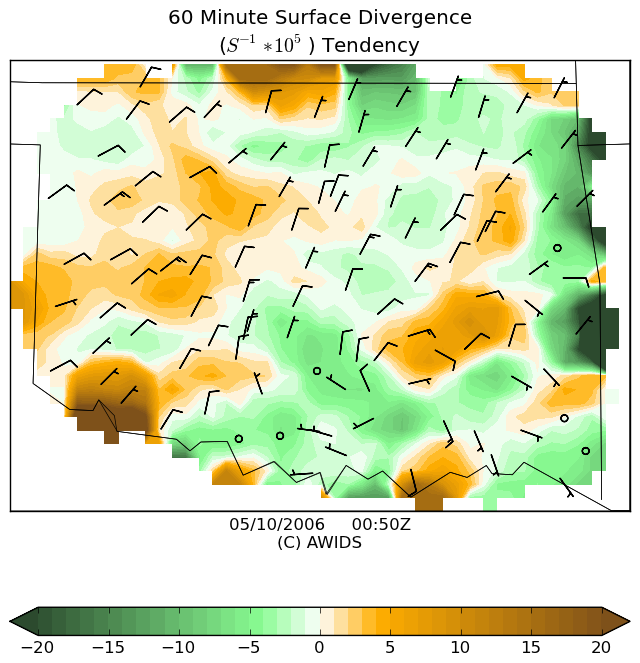 60 Minute Surface Divergence
(S⁻¹ *10⁵ ) Tendency
05/10/2006 00:50Z
(C) AWIDS
−20 −15 −10 −5 0 5 10 15 20